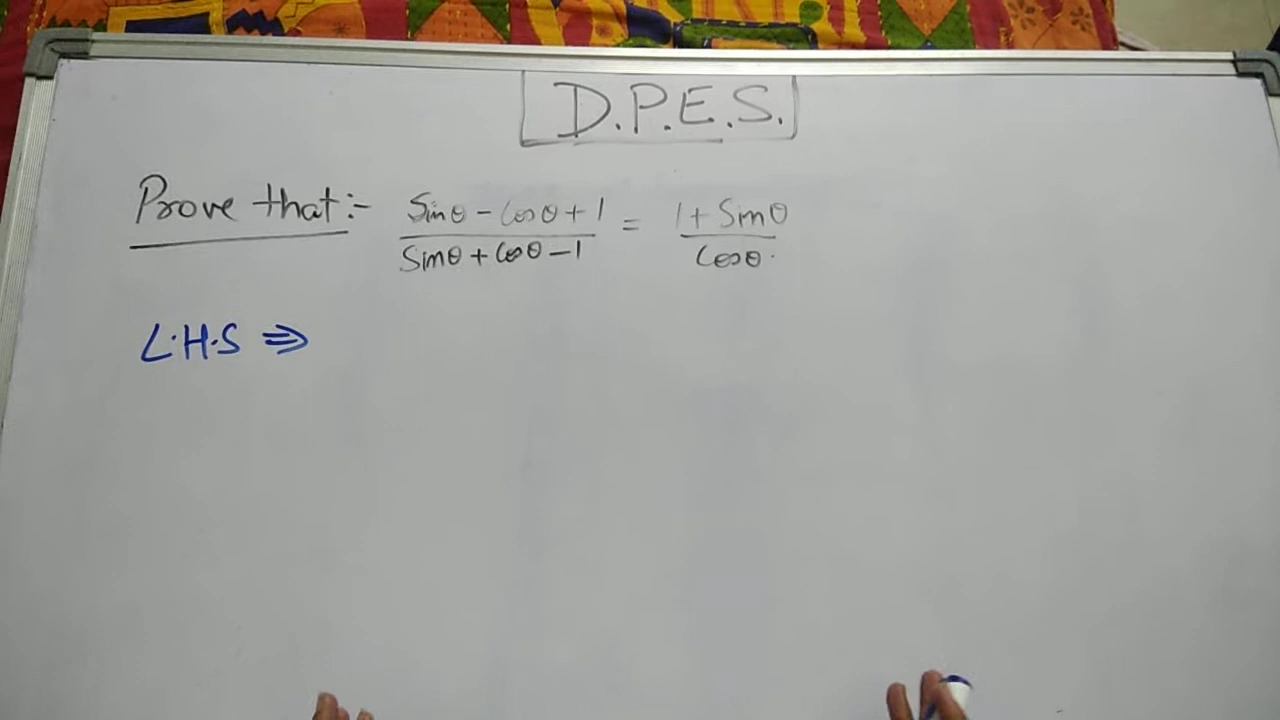 D.P.E.S.
Prove that:- Sinθ - Cosθ + 1 / Sinθ + Cosθ - 1 = 1 + Sinθ / Cosθ.
L.H.S ⇒